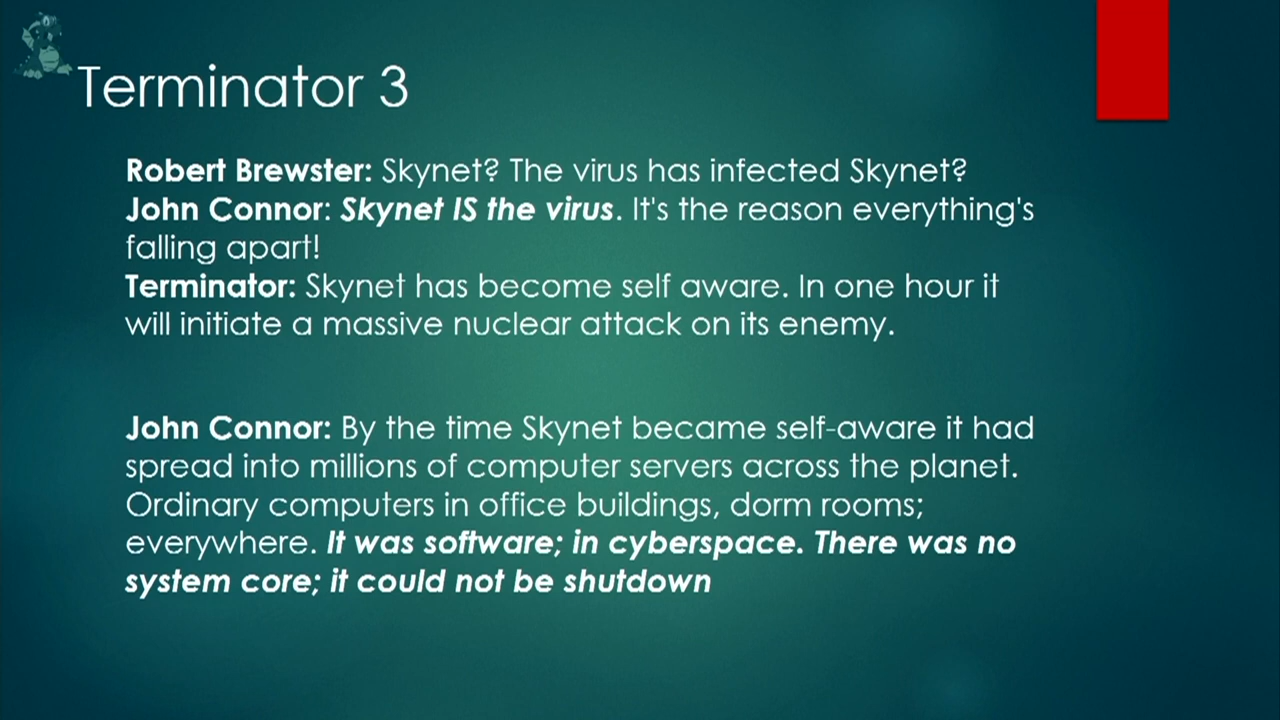 Terminator 3
Robert Brewster: Skynet? The virus has infected Skynet?
John Connor: Skynet IS the virus. It's the reason everything's
falling apart!
Terminator: Skynet has become self aware. In one hour it
will initiate a massive nuclear attack on its enemy.
John Connor: By the time Skynet became self-aware it had
spread into millions of computer servers across the planet.
Ordinary computers in office buildings, dorm rooms;
everywhere. It was software; in cyberspace. There was no
system core; it could not be shutdown